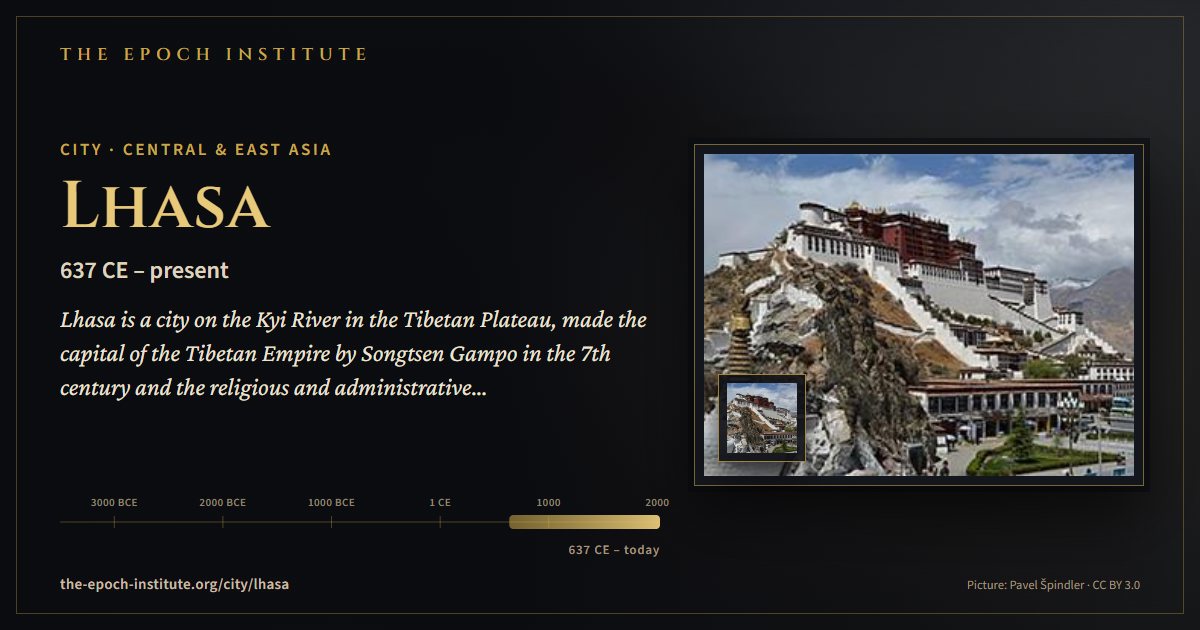 THE EPOCH INSTITUTE
CITY · CENTRAL & EAST ASIA
LHASA
637 CE – present
Lhasa is a city on the Kyi River in the Tibetan Plateau, made the
capital of the Tibetan Empire by Songtsen Gampo in the 7th
century and the religious and administrative...
3000 BCE 2000 BCE 1000 BCE 1 CE 1000 2000
637 CE – today
the-epoch-institute.org/city/lhasa
Picture: Pavel Špindler · CC BY 3.0